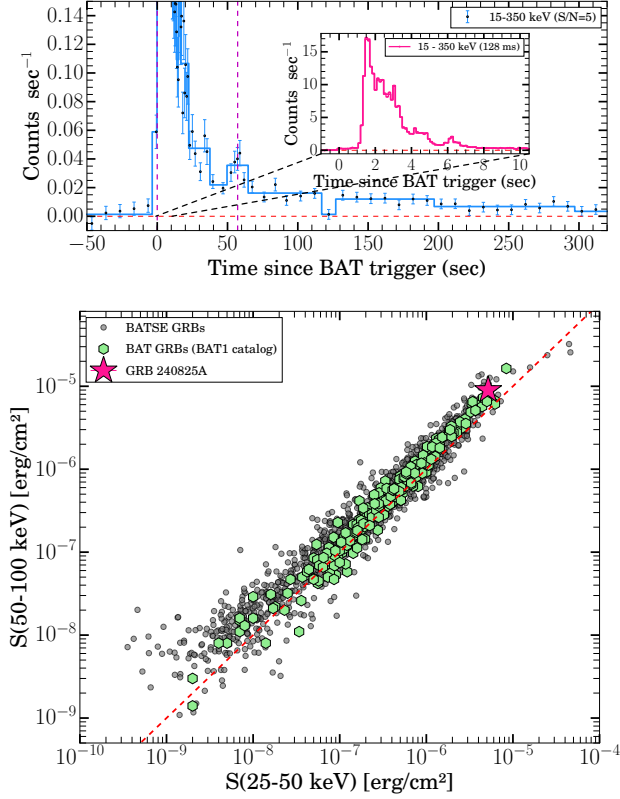 0.14
0.12
0.10
0.08
0.06
0.04
0.02
0.00
Counts sec⁻¹
15-350 keV (S/N=5)
15
10
5
0
Counts sec⁻¹
15 - 350 keV (128 ms)
0 2 4 6 8 10
Time since BAT trigger (sec)
−50 0 50 100 150 200 250 300
Time since BAT trigger (sec)
BATSE GRBs
BAT GRBs (BAT1 catalog)
GRB 240825A
10⁻⁵
10⁻⁶
10⁻⁷
10⁻⁸
10⁻⁹
S(50-100 keV) [erg/cm²]
10⁻¹⁰ 10⁻⁹ 10⁻⁸ 10⁻⁷ 10⁻⁶ 10⁻⁵ 10⁻⁴
S(25-50 keV) [erg/cm²]